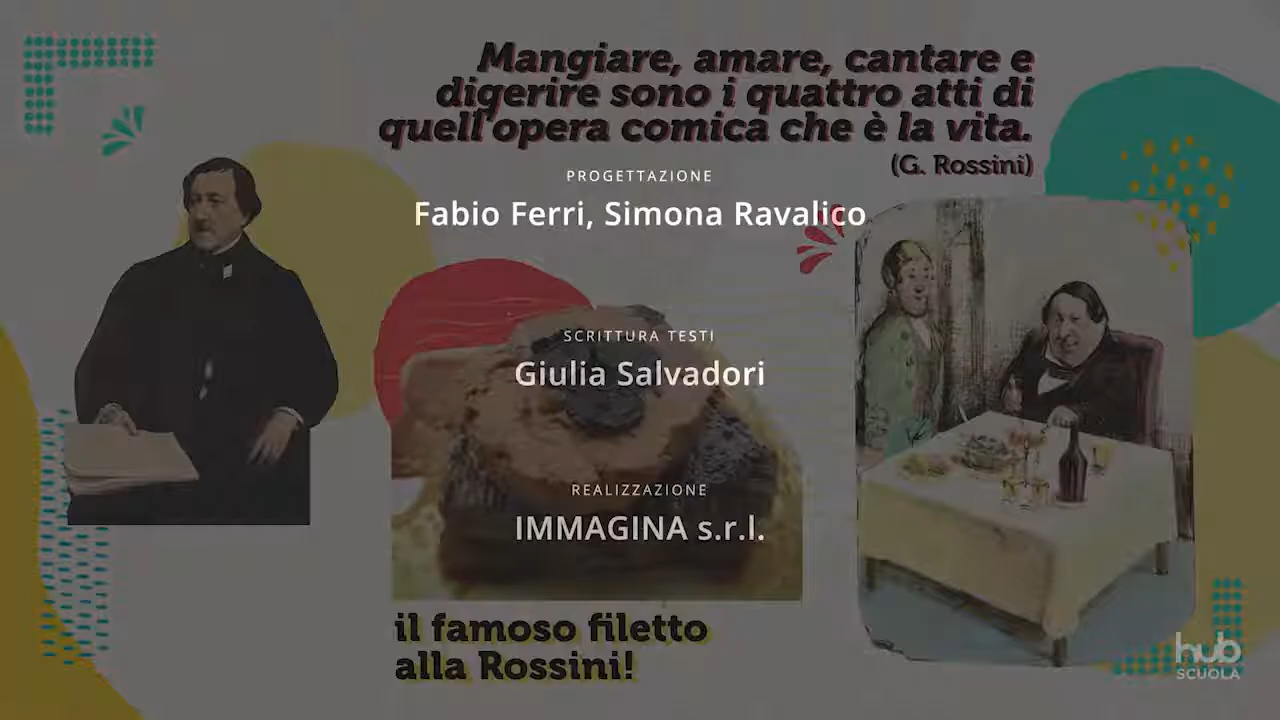 Mangiare, amare, cantare e
digerire sono i quattro atti di
quell'opera comica che è la vita.
(G. Rossini)
PROGETTAZIONE
Fabio Ferri, Simona Ravalico
SCRITTURA TESTI
Giulia Salvadori
REALIZZAZIONE
IMMAGINA s.r.l.
il famoso filetto
alla Rossini!
hub
SCUOLA